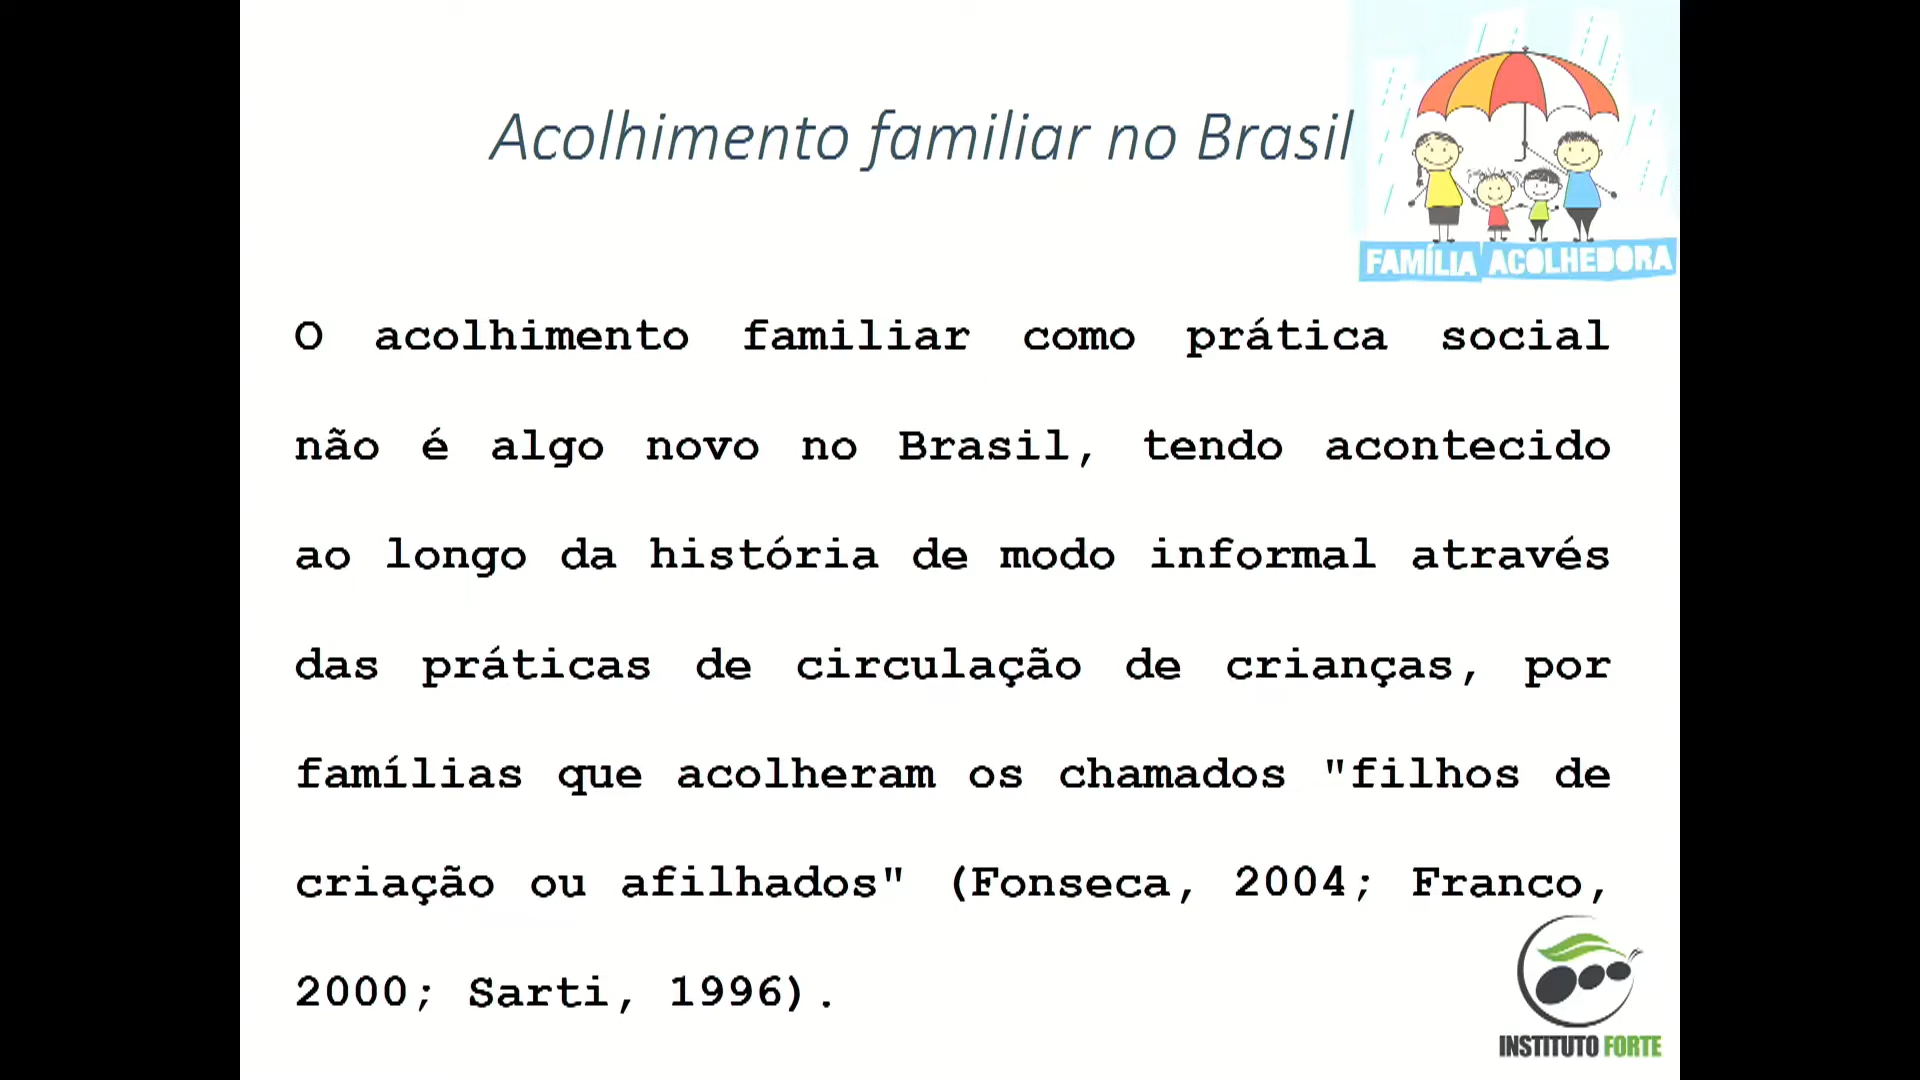 Acolhimento familiar no Brasil
FAMÍLIA ACOLHEDORA
O acolhimento familiar como prática social
não é algo novo no Brasil, tendo acontecido
ao longo da história de modo informal através
das práticas de circulação de crianças, por
famílias que acolheram os chamados "filhos de
criação ou afilhados" (Fonseca, 2004; Franco,
2000; Sarti, 1996).
INSTITUTO FORTE